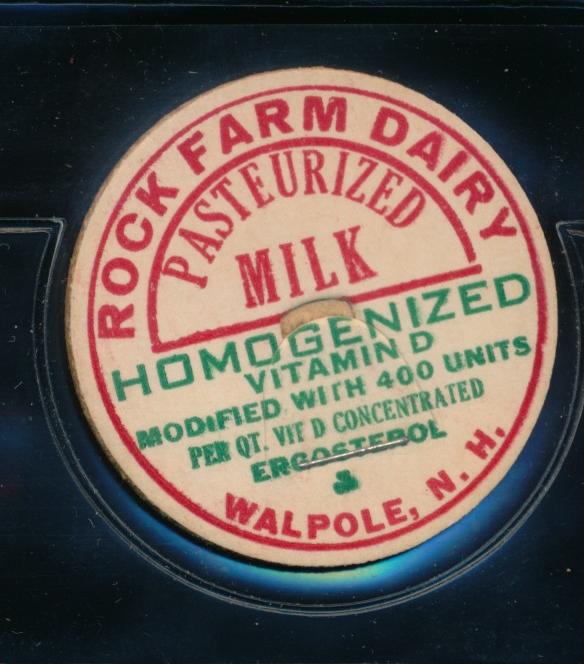 ROCK FARM DAIRY
PASTEURIZED
MILK
HOMOGENIZED
VITAMIN D
MODIFIED WITH 400 UNITS
PER QT. VIT D CONCENTRATED
ERGOSTEROL
WALPOLE, N. H.